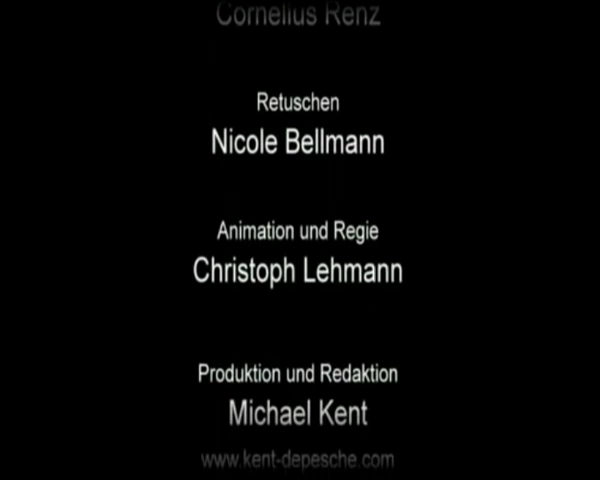 Cornelius Renz
Retuschen
Nicole Bellmann
Animation und Regie
Christoph Lehmann
Produktion und Redaktion
Michael Kent
www.kent-depesche.com